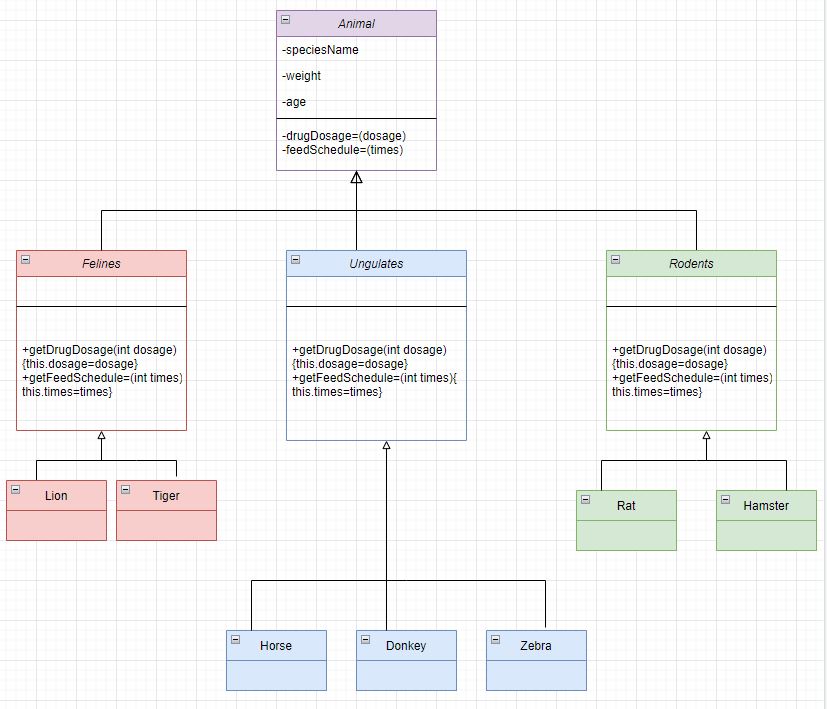 Animal
-speciesName
-weight
-age
-drugDosage=(dosage)
-feedSchedule=(times)
Felines
+getDrugDosage(int dosage)
{this.dosage=dosage}
+getFeedSchedule=(int times)
this.times=times}
Ungulates
+getDrugDosage(int dosage)
{this.dosage=dosage}
+getFeedSchedule=(int times){
this.times=times}
Rodents
+getDrugDosage(int dosage)
{this.dosage=dosage}
+getFeedSchedule=(int times)
this.times=times}
Lion
Tiger
Rat
Hamster
Horse
Donkey
Zebra